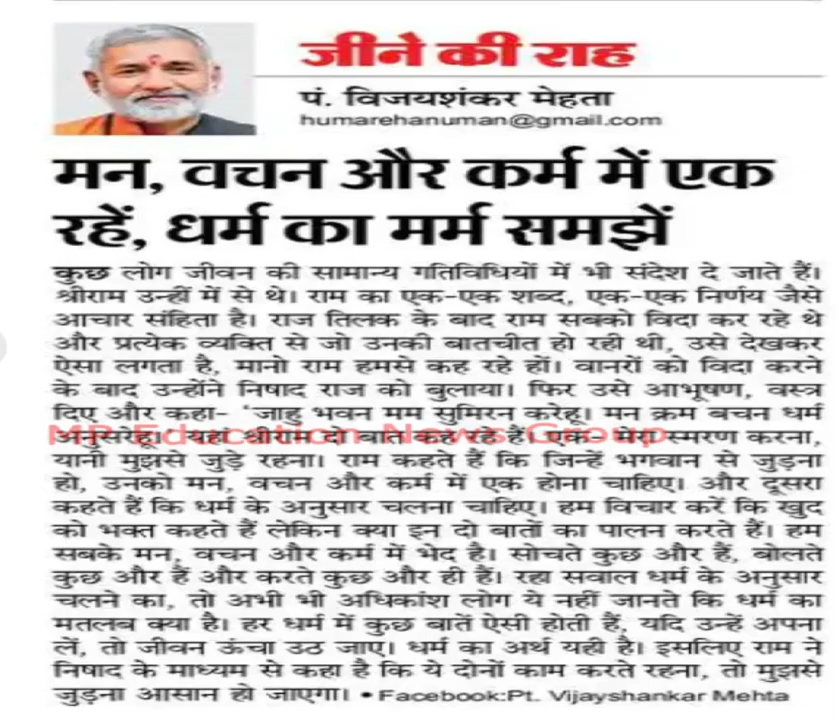 जीने की राह
पं. विजयशंकर मेहता
humarehanuman@gmail.com
मन, वचन और कर्म में एक
रहें, धर्म का मर्म समझें
कुछ लोग जीवन की सामान्य गतिविधियों में भी संदेश दे जाते हैं।
श्रीराम उन्हीं में से थे। राम का एक-एक शब्द, एक-एक निर्णय जैसे
आचार संहिता है। राज तिलक के बाद राम सबको विदा कर रहे थे
और प्रत्येक व्यक्ति से जो उनकी बातचीत हो रही थी, उसे देखकर
ऐसा लगता है, मानो राम हमसे कह रहे हों। वानरों को विदा करने
के बाद उन्होंने निषाद राज को बुलाया। फिर उसे आभूषण, वस्त्र
दिए और कहा- 'जाहु भवन मम सुमिरन करेहू। मन क्रम बचन धर्म
अनुसरेहू।' यहां श्रीराम दो बात कह रहे हैं। एक- मेरा स्मरण करना,
MP Education News Group
यानी मुझसे जुड़े रहना। राम कहते हैं कि जिन्हें भगवान से जुड़ना
हो, उनको मन, वचन और कर्म में एक होना चाहिए। और दूसरा
कहते हैं कि धर्म के अनुसार चलना चाहिए। हम विचार करें कि खुद
को भक्त कहते हैं लेकिन क्या इन दो बातों का पालन करते हैं। हम
सबके मन, वचन और कर्म में भेद है। सोचते कुछ और हैं, बोलते
कुछ और हैं और करते कुछ और ही हैं। रहा सवाल धर्म के अनुसार
चलने का, तो अभी भी अधिकांश लोग ये नहीं जानते कि धर्म का
मतलब क्या है। हर धर्म में कुछ बातें ऐसी होती हैं, यदि उन्हें अपना
लें, तो जीवन ऊंचा उठ जाए। धर्म का अर्थ यही है। इसलिए राम ने
निषाद के माध्यम से कहा है कि ये दोनों काम करते रहना, तो मुझसे
जुड़ना आसान हो जाएगा। • Facebook:Pt. Vijayshankar Mehta